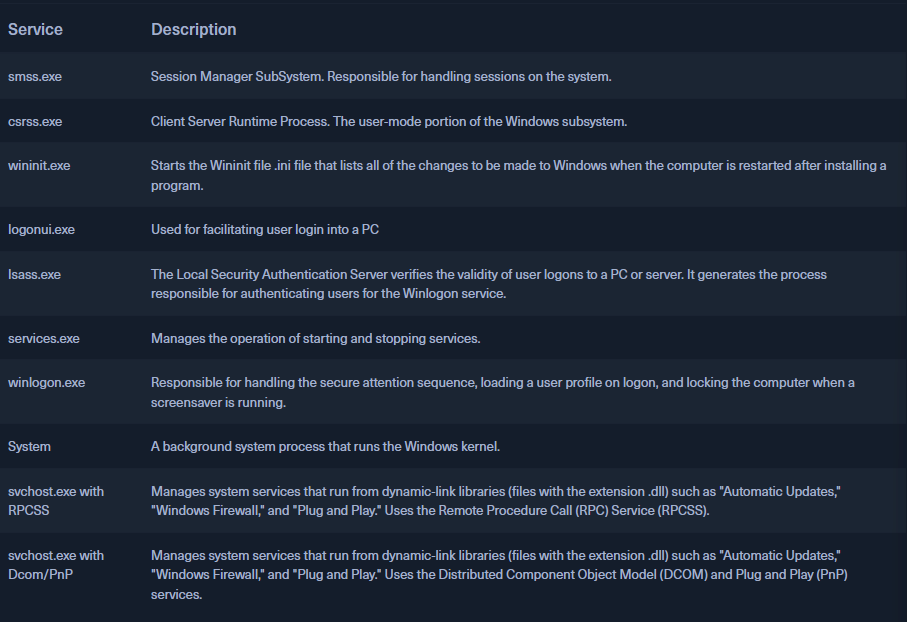 Service Description
smss.exe Session Manager SubSystem. Responsible for handling sessions on the system.
csrss.exe Client Server Runtime Process. The user-mode portion of the Windows subsystem.
wininit.exe Starts the Wininit file .ini file that lists all of the changes to be made to Windows when the computer is restarted after installing a
program.
logonui.exe Used for facilitating user login into a PC
lsass.exe The Local Security Authentication Server verifies the validity of user logons to a PC or server. It generates the process
responsible for authenticating users for the Winlogon service.
services.exe Manages the operation of starting and stopping services.
winlogon.exe Responsible for handling the secure attention sequence, loading a user profile on logon, and locking the computer when a
screensaver is running.
System A background system process that runs the Windows kernel.
svchost.exe with Manages system services that run from dynamic-link libraries (files with the extension .dll) such as "Automatic Updates,"
RPCSS "Windows Firewall," and "Plug and Play." Uses the Remote Procedure Call (RPC) Service (RPCSS).
svchost.exe with Manages system services that run from dynamic-link libraries (files with the extension .dll) such as "Automatic Updates,"
Dcom/PnP "Windows Firewall," and "Plug and Play." Uses the Distributed Component Object Model (DCOM) and Plug and Play (PnP)
services.